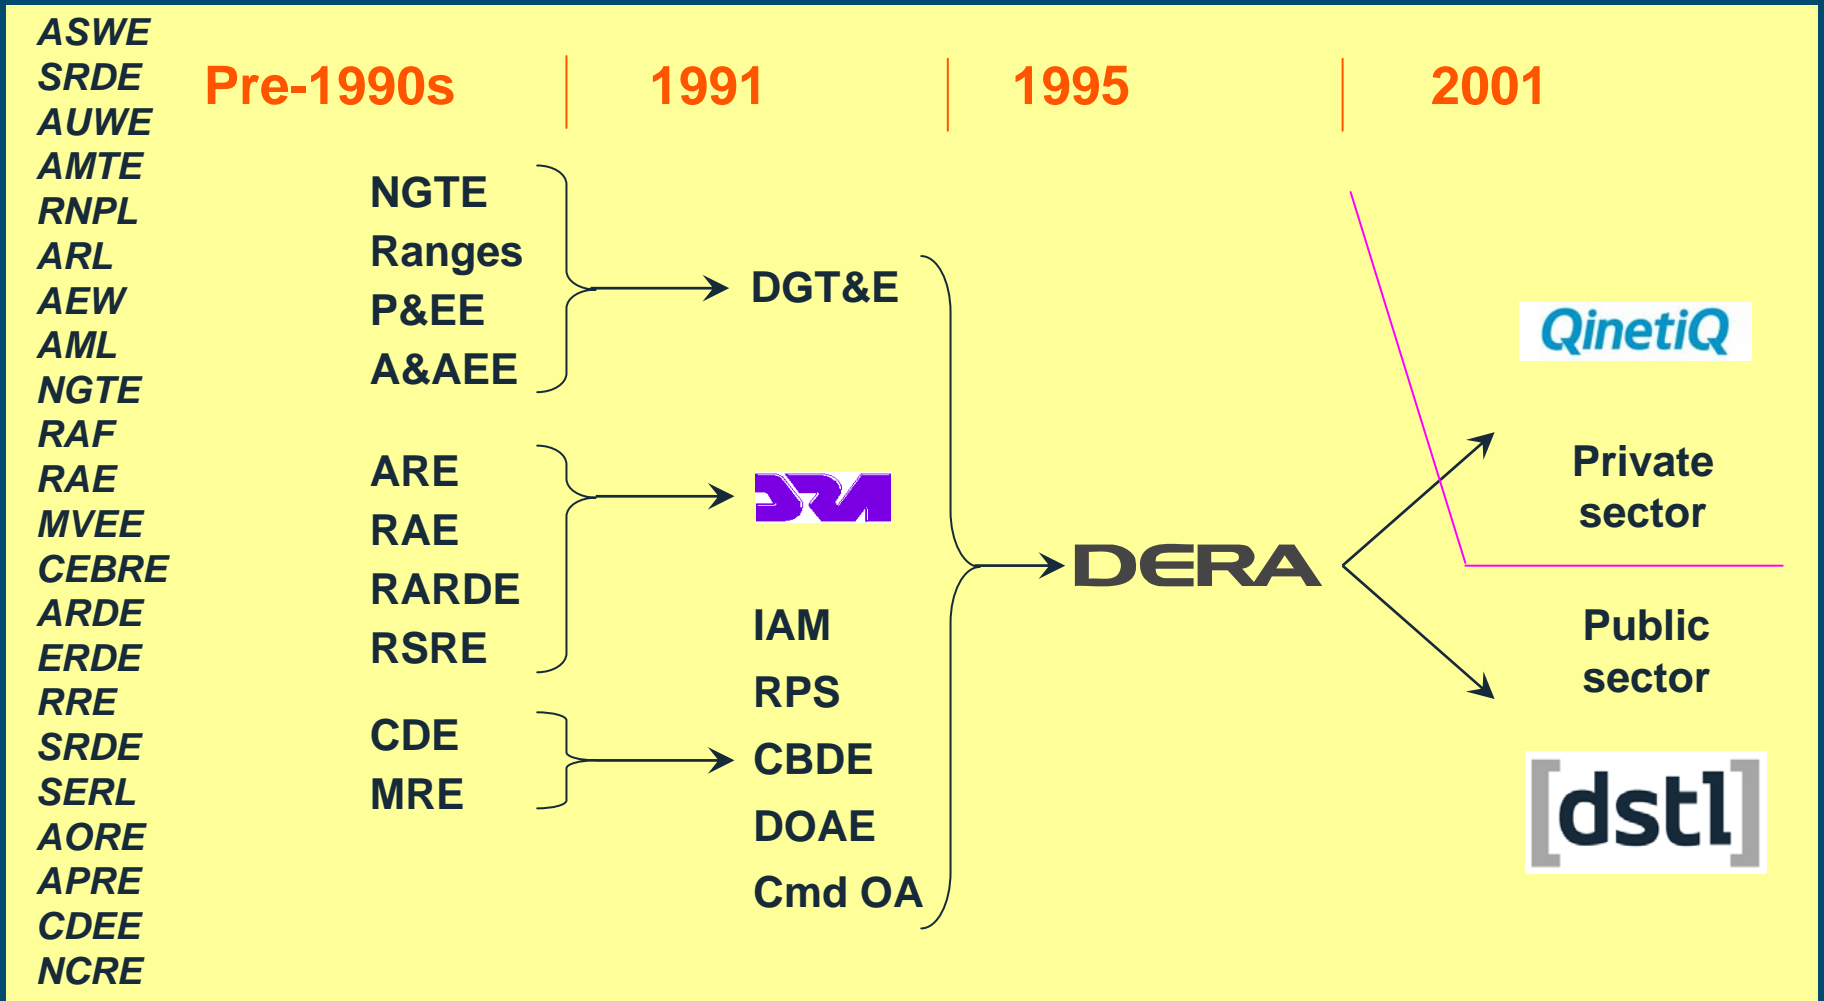 ASWE
SRDE
AUWE
AMTE
RNPL
ARL
AEW
AML
NGTE
RAF
RAE
MVEE
CEBRE
ARDE
ERDE
RRE
SRDE
SERL
AORE
APRE
CDEE
NCRE
Pre-1990s
1991
1995
2001
NGTE
Ranges
P&EE
A&AEE
ARE
RAE
RARDE
RSRE
CDE
MRE
DGT&E
DRA
IAM
RPS
CBDE
DOAE
Cmd OA
DERA
QinetiQ
Private
sector
Public
sector
[dstl]